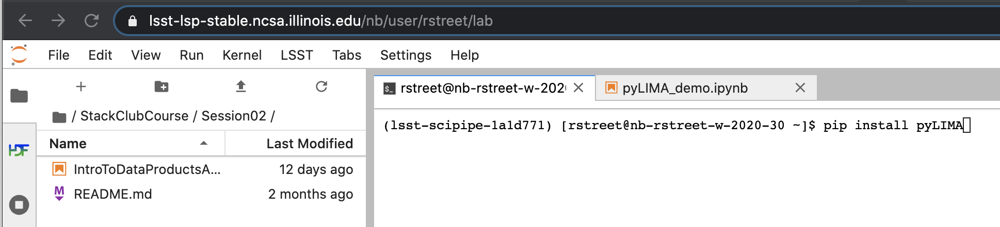 lsst-lsp-stable.ncsa.illinois.edu/nb/user/rstreet/lab
File Edit View Run Kernel LSST Tabs Settings Help
/ StackClubCourse / Session02 /
Name Last Modified
IntroToDataProductsA... 12 days ago
M README.md 2 months ago
HDF
$_ rstreet@nb-rstreet-w-202 pyLIMA_demo.ipynb
(lsst-scipipe-1a1d771) [rstreet@nb-rstreet-w-2020-30 ~]$ pip install pyLIMA